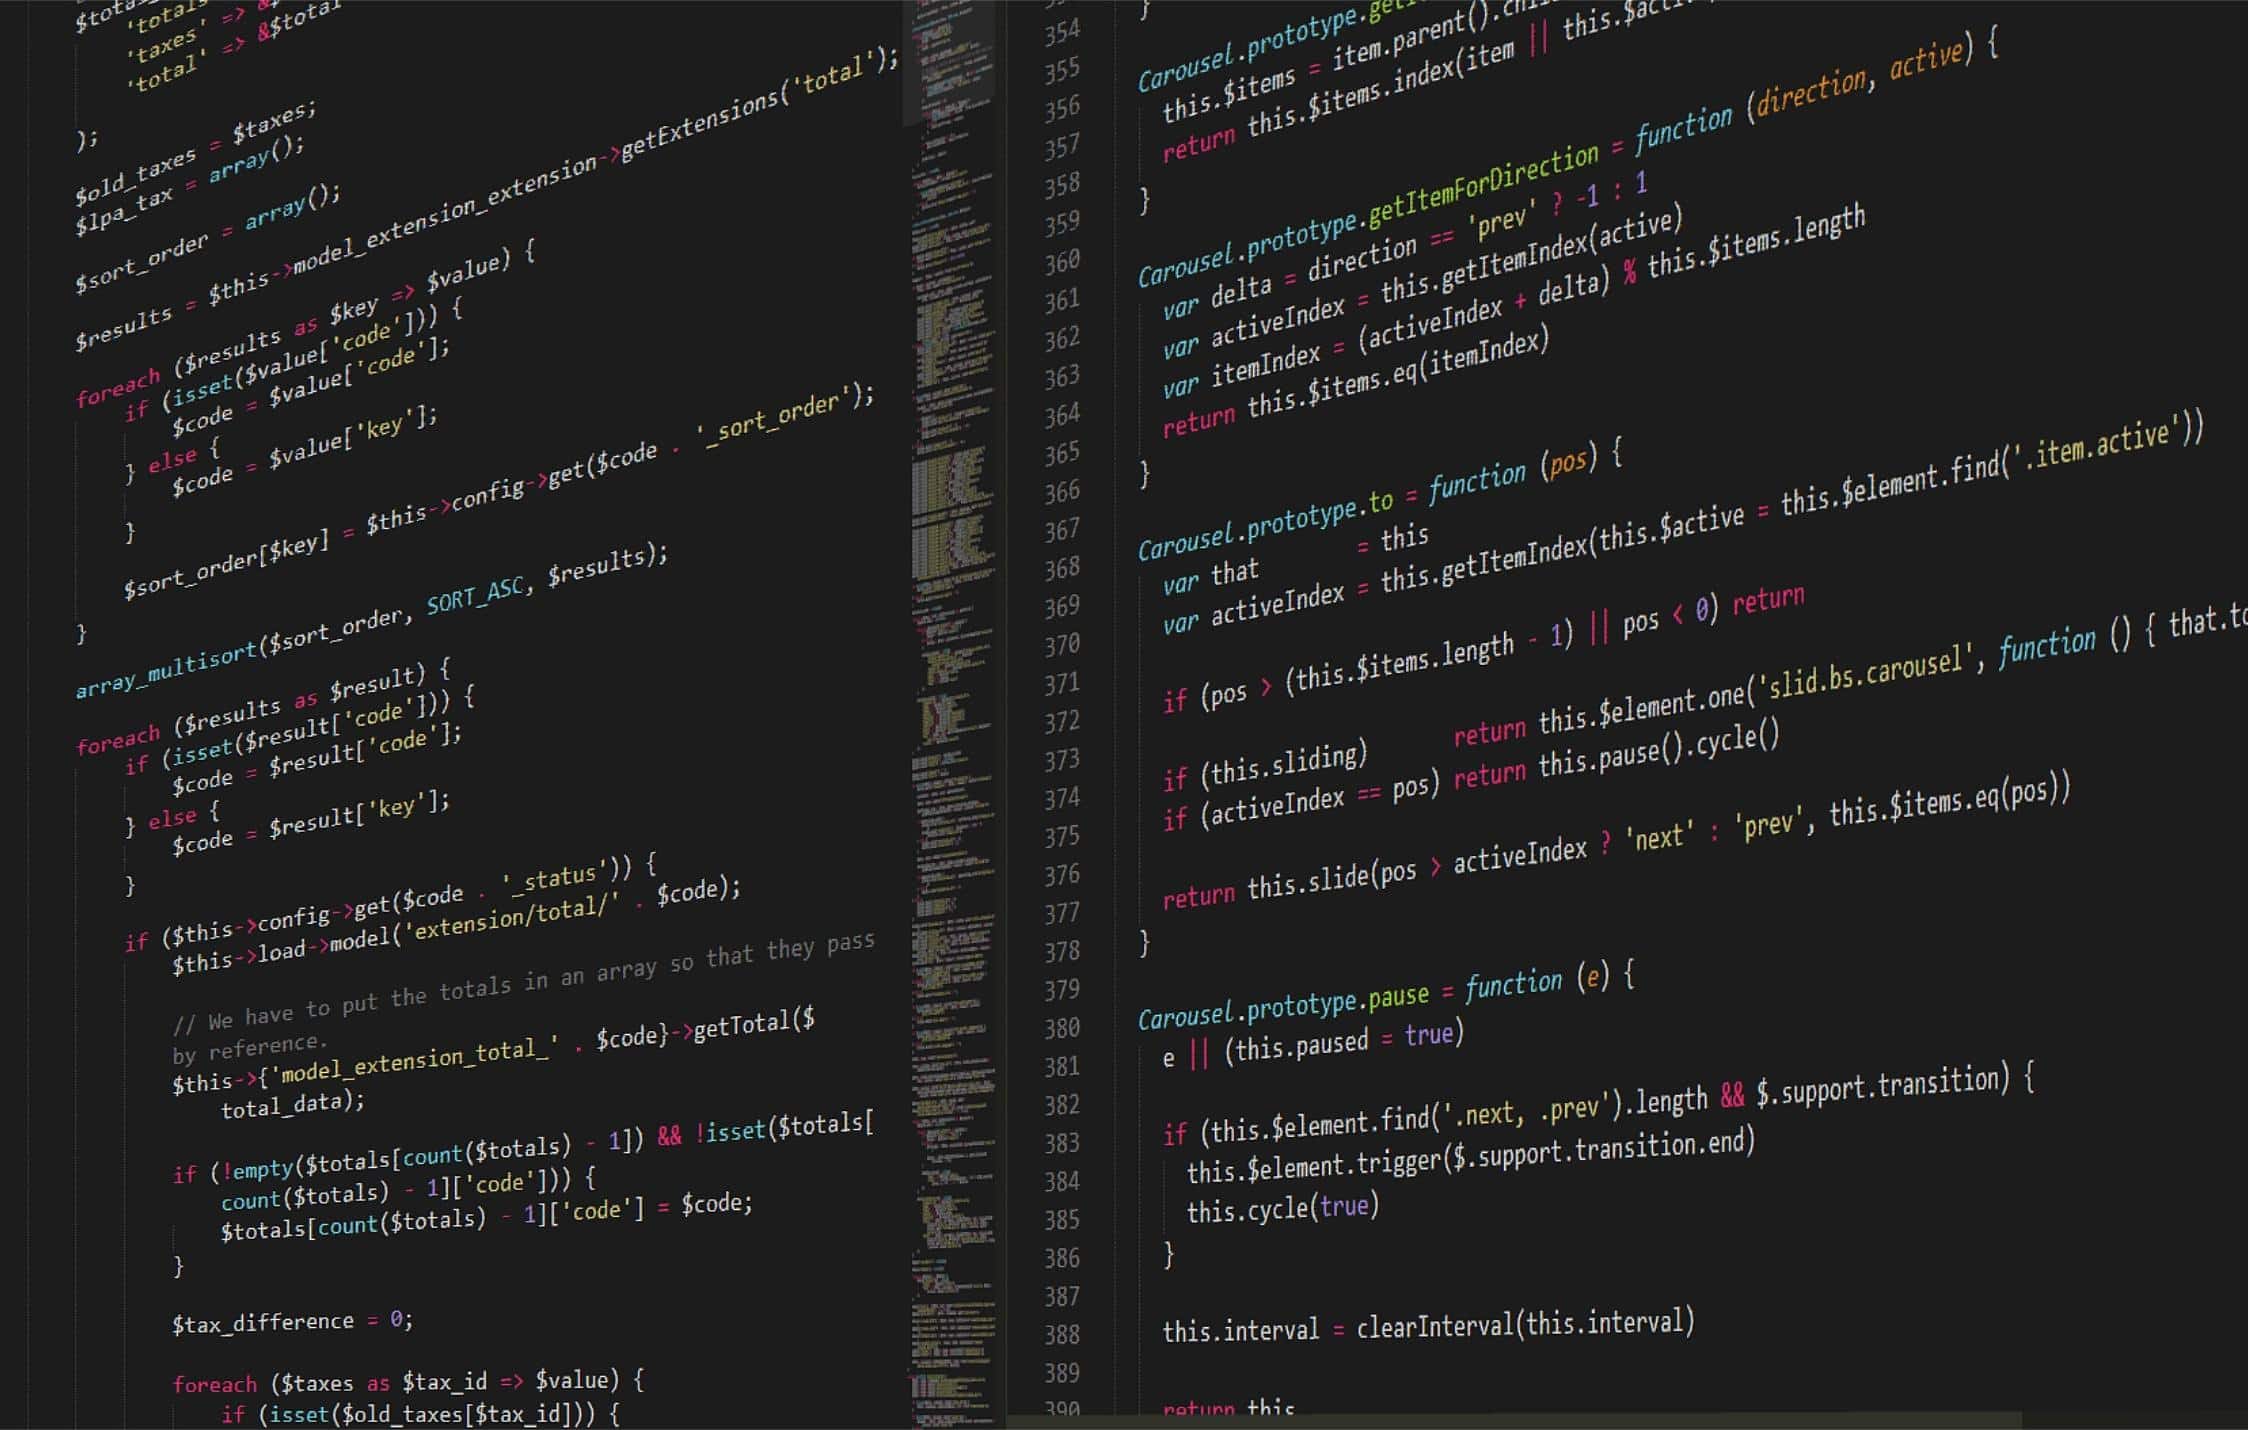 'totals'
'taxes' =>
'total' => &$total
);
$old_taxes = $taxes;
$lpa_tax = array();
$sort_order = array();
$results = $this->model_extension_extension->getExtensions('total');
foreach ($results as $key => $value) {
if (isset($value['code'])) {
$code = $value['code'];
} else {
$code = $value['key'];
}
$sort_order[$key] = $this->config->get($code . '_sort_order');
}
array_multisort($sort_order, SORT_ASC, $results);
foreach ($results as $result) {
if (isset($result['code'])) {
$code = $result['code'];
} else {
$code = $result['key'];
}
if ($this->config->get($code . '_status')) {
$this->load->model('extension/total/' . $code);
// We have to put the totals in an array so that they pass
by reference.
$this->{'model_extension_total_' . $code}->getTotal($
total_data);
if (!empty($totals[count($totals) - 1]) && !isset($totals[
count($totals) - 1]['code'])) {
$totals[count($totals) - 1]['code'] = $code;
}
$tax_difference = 0;
foreach ($taxes as $tax_id => $value) {
if (isset($old_taxes[$tax_id])) {
}
354
355 Carousel.prototype.
356 this.$items = item.parent().
357 return this.$items.index(item || this.
358 }
359
360 Carousel.prototype.getItemForDirection = function (direction, active) {
361 var delta = direction == 'prev' ? -1 : 1
362 var activeIndex = this.getItemIndex(active)
363 var itemIndex = (activeIndex + delta) % this.$items.length
364 return this.$items.eq(itemIndex)
365 }
366
367 Carousel.prototype.to = function (pos) {
368 var that = this
369 var activeIndex = this.getItemIndex(this.$active = this.$element.find('.item.active'))
370
371 if (pos > (this.$items.length - 1) || pos < 0) return
372
373 if (this.sliding) return this.$element.one('slid.bs.carousel', function () { that.to
374 if (activeIndex == pos) return this.pause().cycle()
375
376 return this.slide(pos > activeIndex ? 'next' : 'prev', this.$items.eq(pos))
377 }
378
379 Carousel.prototype.pause = function (e) {
380 e || (this.paused = true)
381
382 if (this.$element.find('.next, .prev').length && $.support.transition) {
383 this.$element.trigger($.support.transition.end)
384 this.cycle(true)
385 }
386
387
388 this.interval = clearInterval(this.interval)
389
390 return this